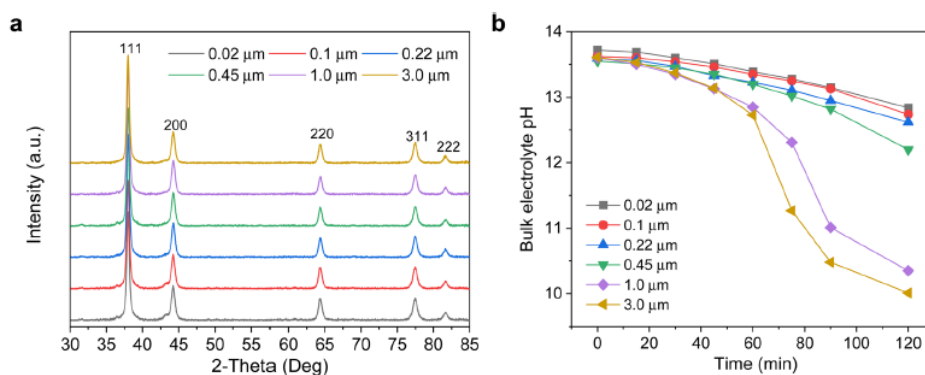 a
111
0.02 μm 0.1 μm 0.22 μm
0.45 μm 1.0 μm 3.0 μm
200
220
311
222
Intensity (a.u.)
30 35 40 45 50 55 60 65 70 75 80 85
2-Theta (Deg)
b
14
13
12
11
10
Bulk electrolyte pH
0.02 μm
0.1 μm
0.22 μm
0.45 μm
1.0 μm
3.0 μm
0 20 40 60 80 100 120
Time (min)